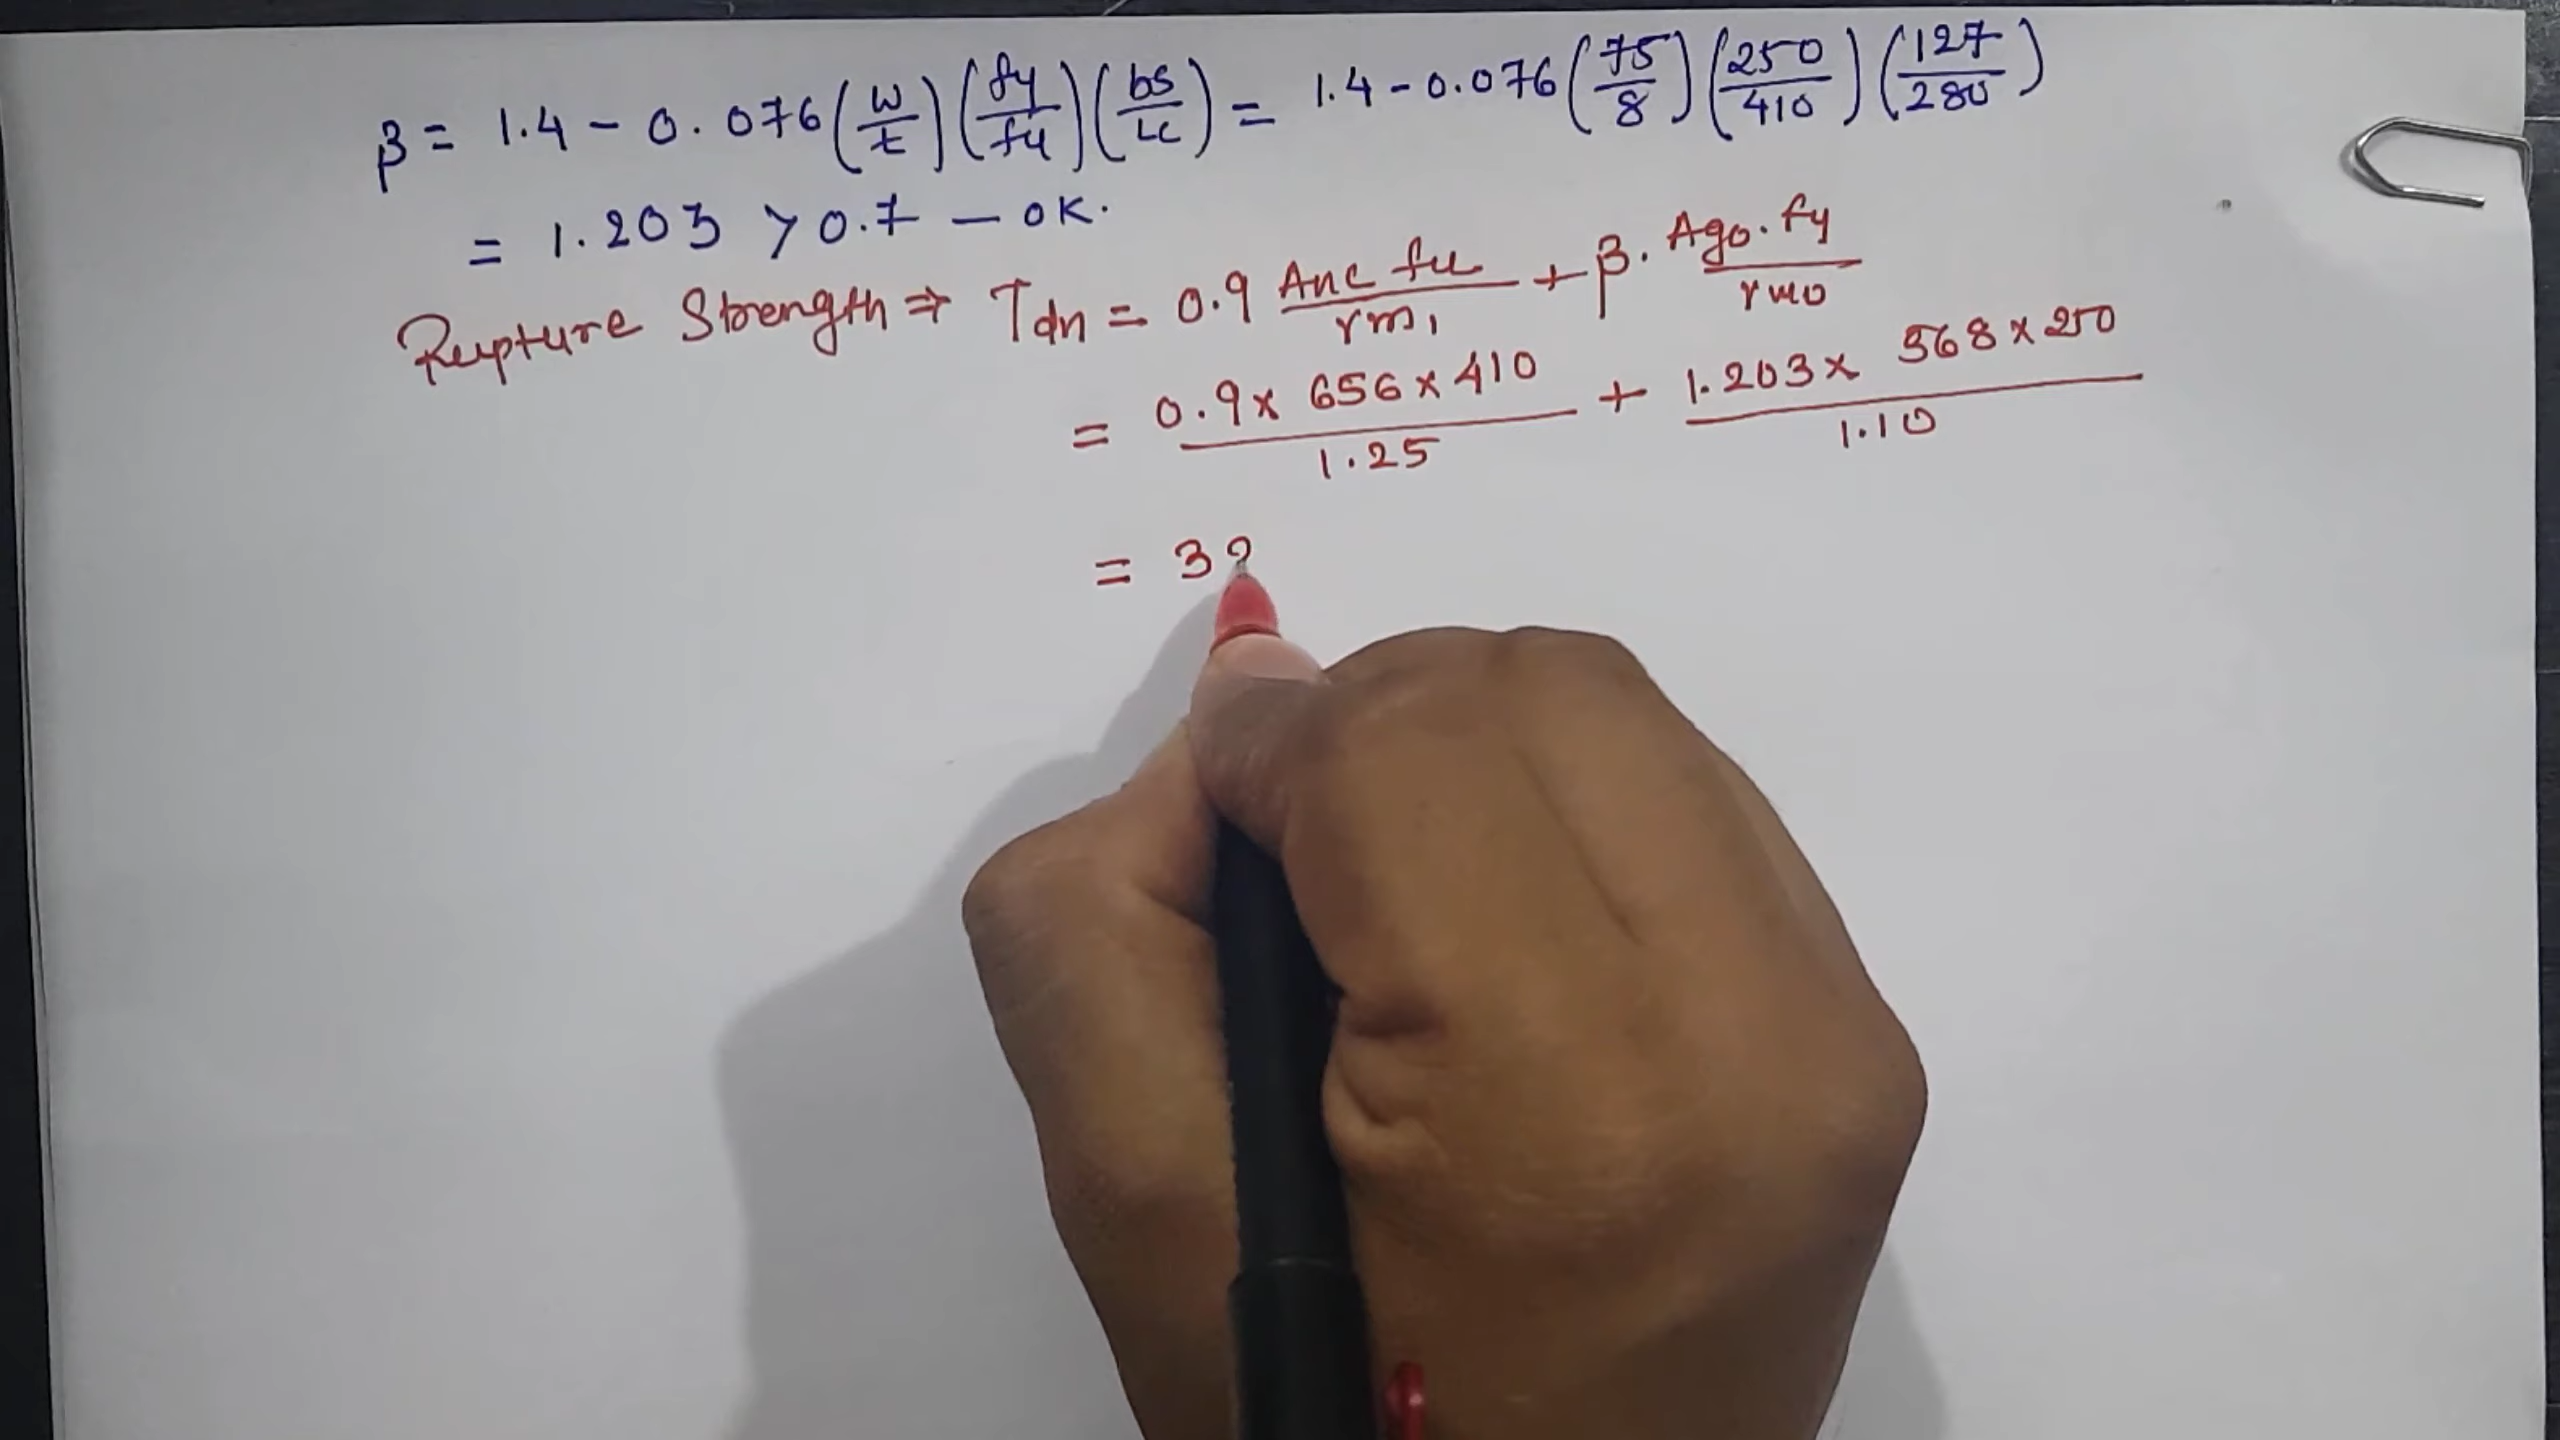 β = 1.4 - 0.076 (w/t) (fy/fu) (bs/Lc) = 1.4 - 0.076 (75/8) (250/410) (127/280)
= 1.203 > 0.7 - OK.
Rupture Strength ⇒ Tdn = 0.9 Anc fu / γm1 + β. Ago. fy / γmo
= 0.9 x 656 x 410 / 1.25 + 1.203 x 568 x 250 / 1.10
= 3